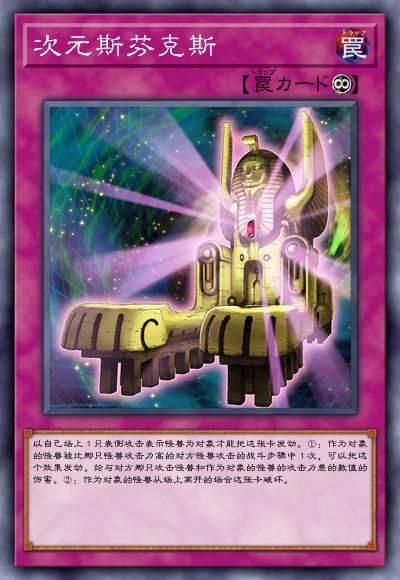 次元斯芬克斯
トラップ
罠
トラップ
【罠カード】
以自己场上1只表侧攻击表示怪兽为对象才能把这张卡发动。①：作为对象
的怪兽被比那只怪兽攻击力高的对方怪兽攻击的战斗步骤中1次，可以把这
个效果发动。给与对方那只攻击怪兽和作为对象的怪兽的攻击力差的数值的
伤害。②：作为对象的怪兽从场上离开的场合这张卡破坏。